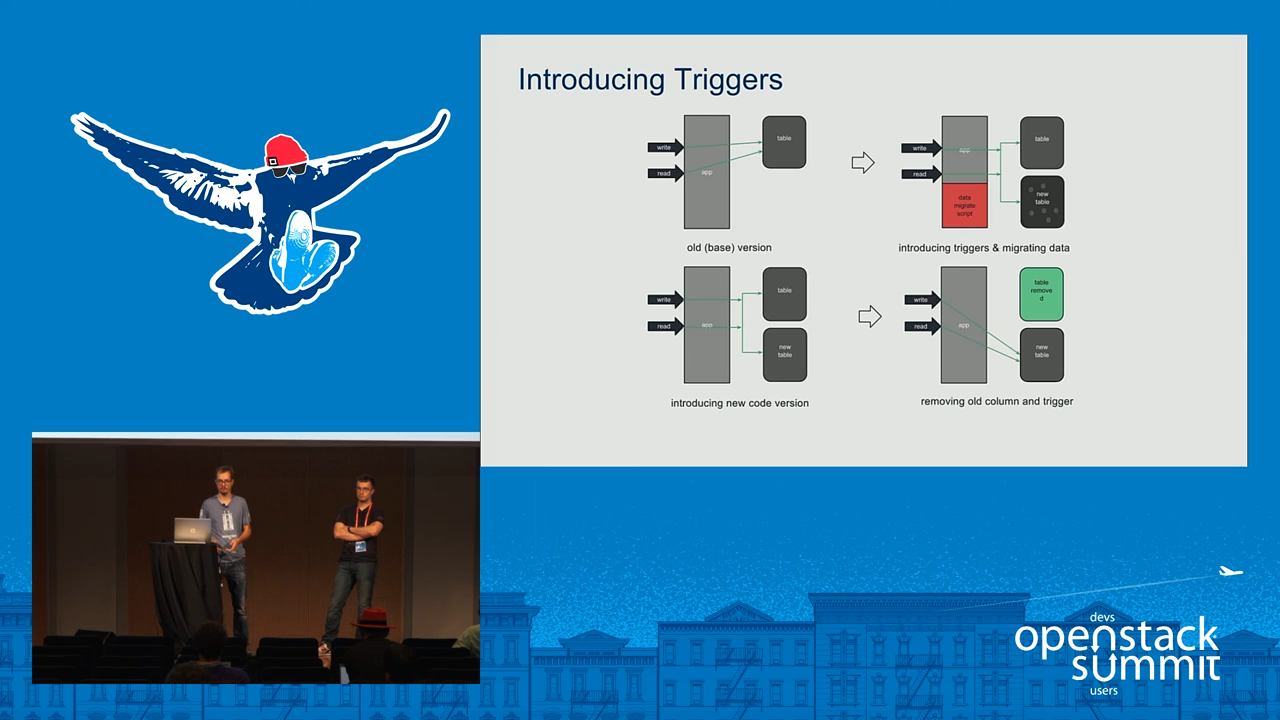 Introducing Triggers
write
read
app
table
old (base) version
write
read
app
data
migrate
script
table
new
table
introducing triggers & migrating data
write
read
app
table
new
table
introducing new code version
write
read
app
table
remove
d
new
table
removing old column and trigger
devs
openstack
summit
users